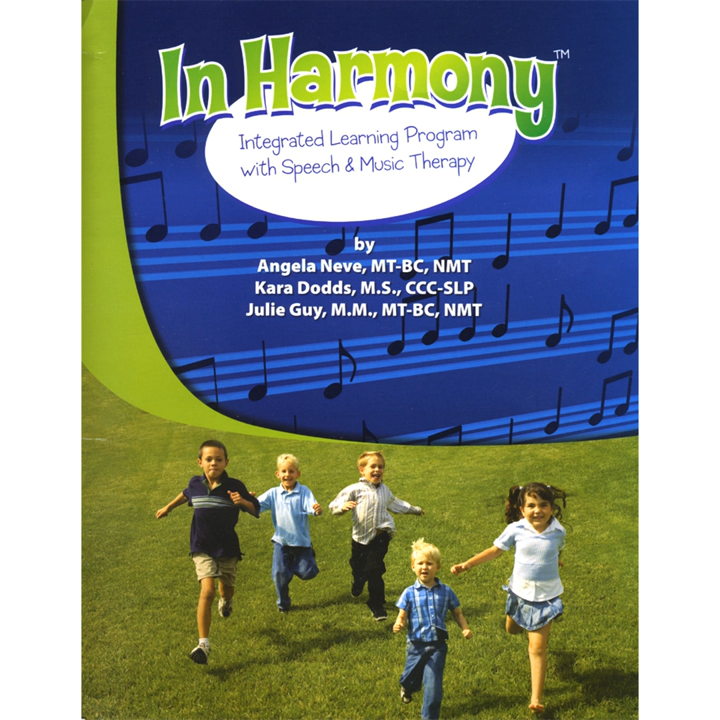 In Harmony™
Integrated Learning Program
with Speech & Music Therapy
by
Angela Neve, MT-BC, NMT
Kara Dodds, M.S., CCC-SLP
Julie Guy, M.M., MT-BC, NMT